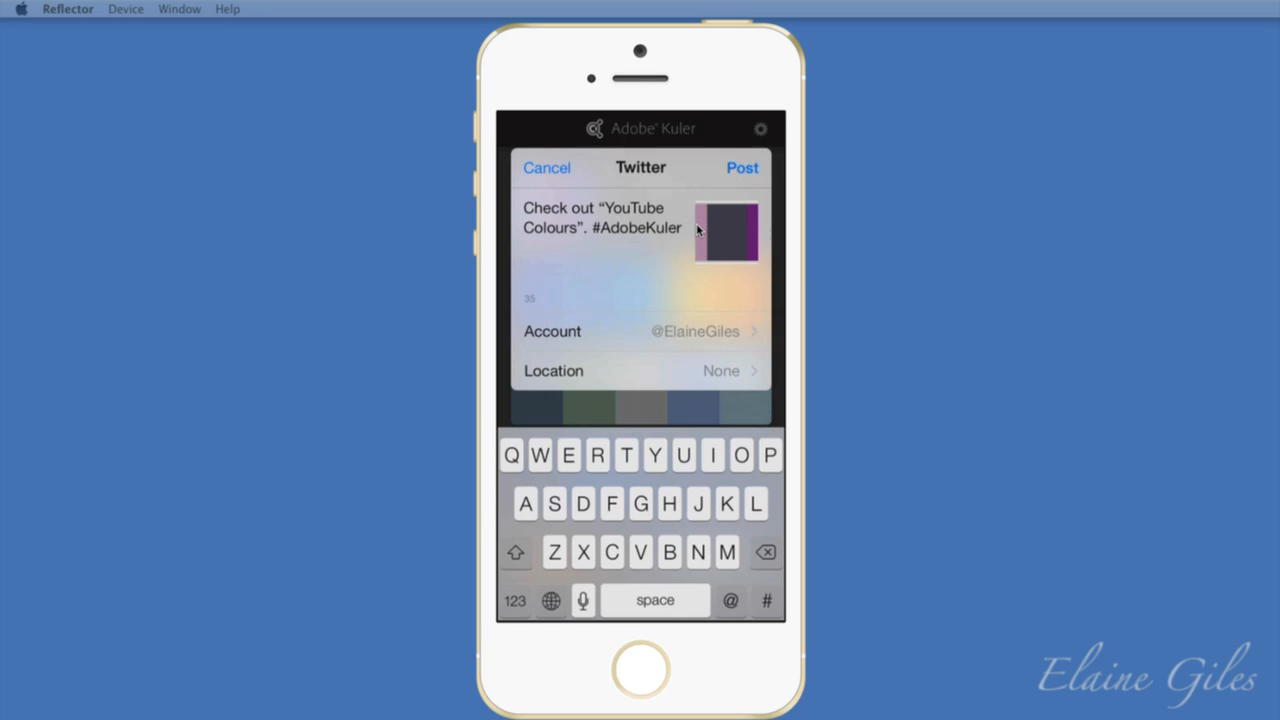 Reflector Device Window Help
Adobe® Kuler
Cancel Twitter Post
Check out “YouTube
Colours”. #AdobeKuler
35
Account @ElaineGiles
Location None
Q W E R T Y U I O P
A S D F G H J K L
Z X C V B N M
123 space @ #
Elaine Giles